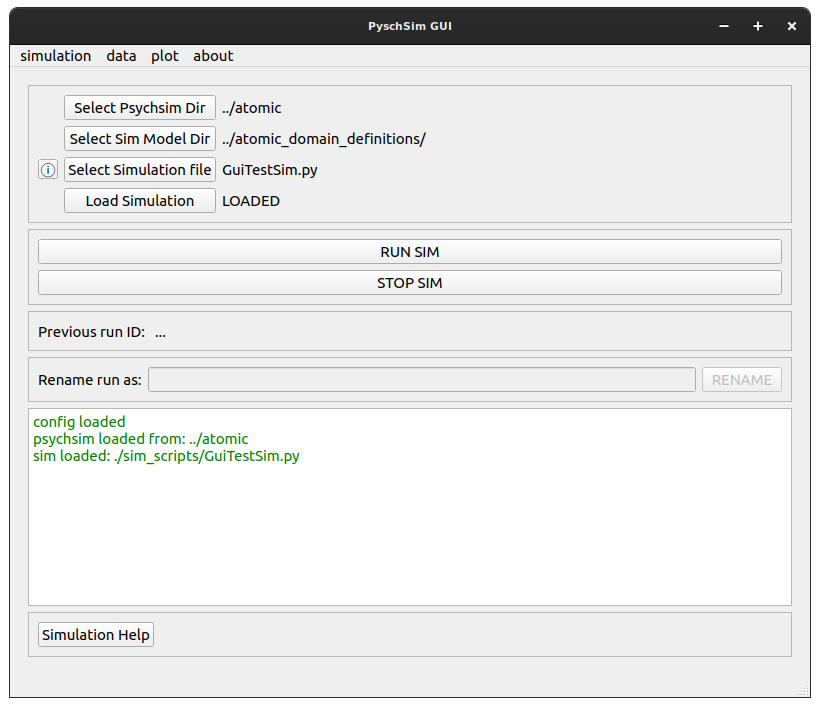 PyschSim GUI
simulation data plot about
Select Psychsim Dir ../atomic
Select Sim Model Dir ../atomic_domain_definitions/
Select Simulation file GuiTestSim.py
Load Simulation LOADED
RUN SIM
STOP SIM
Previous run ID: ...
Rename run as: RENAME
config loaded
psychsim loaded from: ../atomic
sim loaded: ./sim_scripts/GuiTestSim.py
Simulation Help